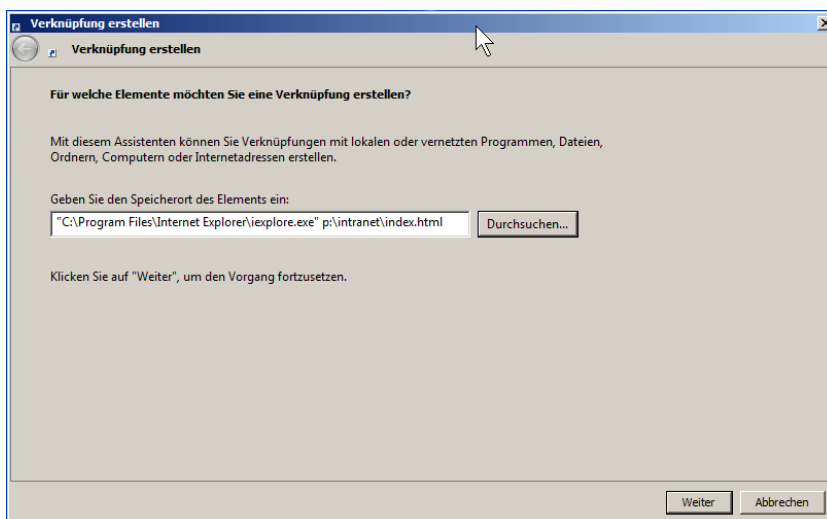 Verknüpfung erstellen
Verknüpfung erstellen
Für welche Elemente möchten Sie eine Verknüpfung erstellen?
Mit diesem Assistenten können Sie Verknüpfungen mit lokalen oder vernetzten Programmen, Dateien,
Ordnern, Computern oder Internetadressen erstellen.
Geben Sie den Speicherort des Elements ein:
"C:\Program Files\Internet Explorer\iexplore.exe" p:\intranet\index.html
Durchsuchen...
Klicken Sie auf "Weiter", um den Vorgang fortzusetzen.
Weiter
Abbrechen